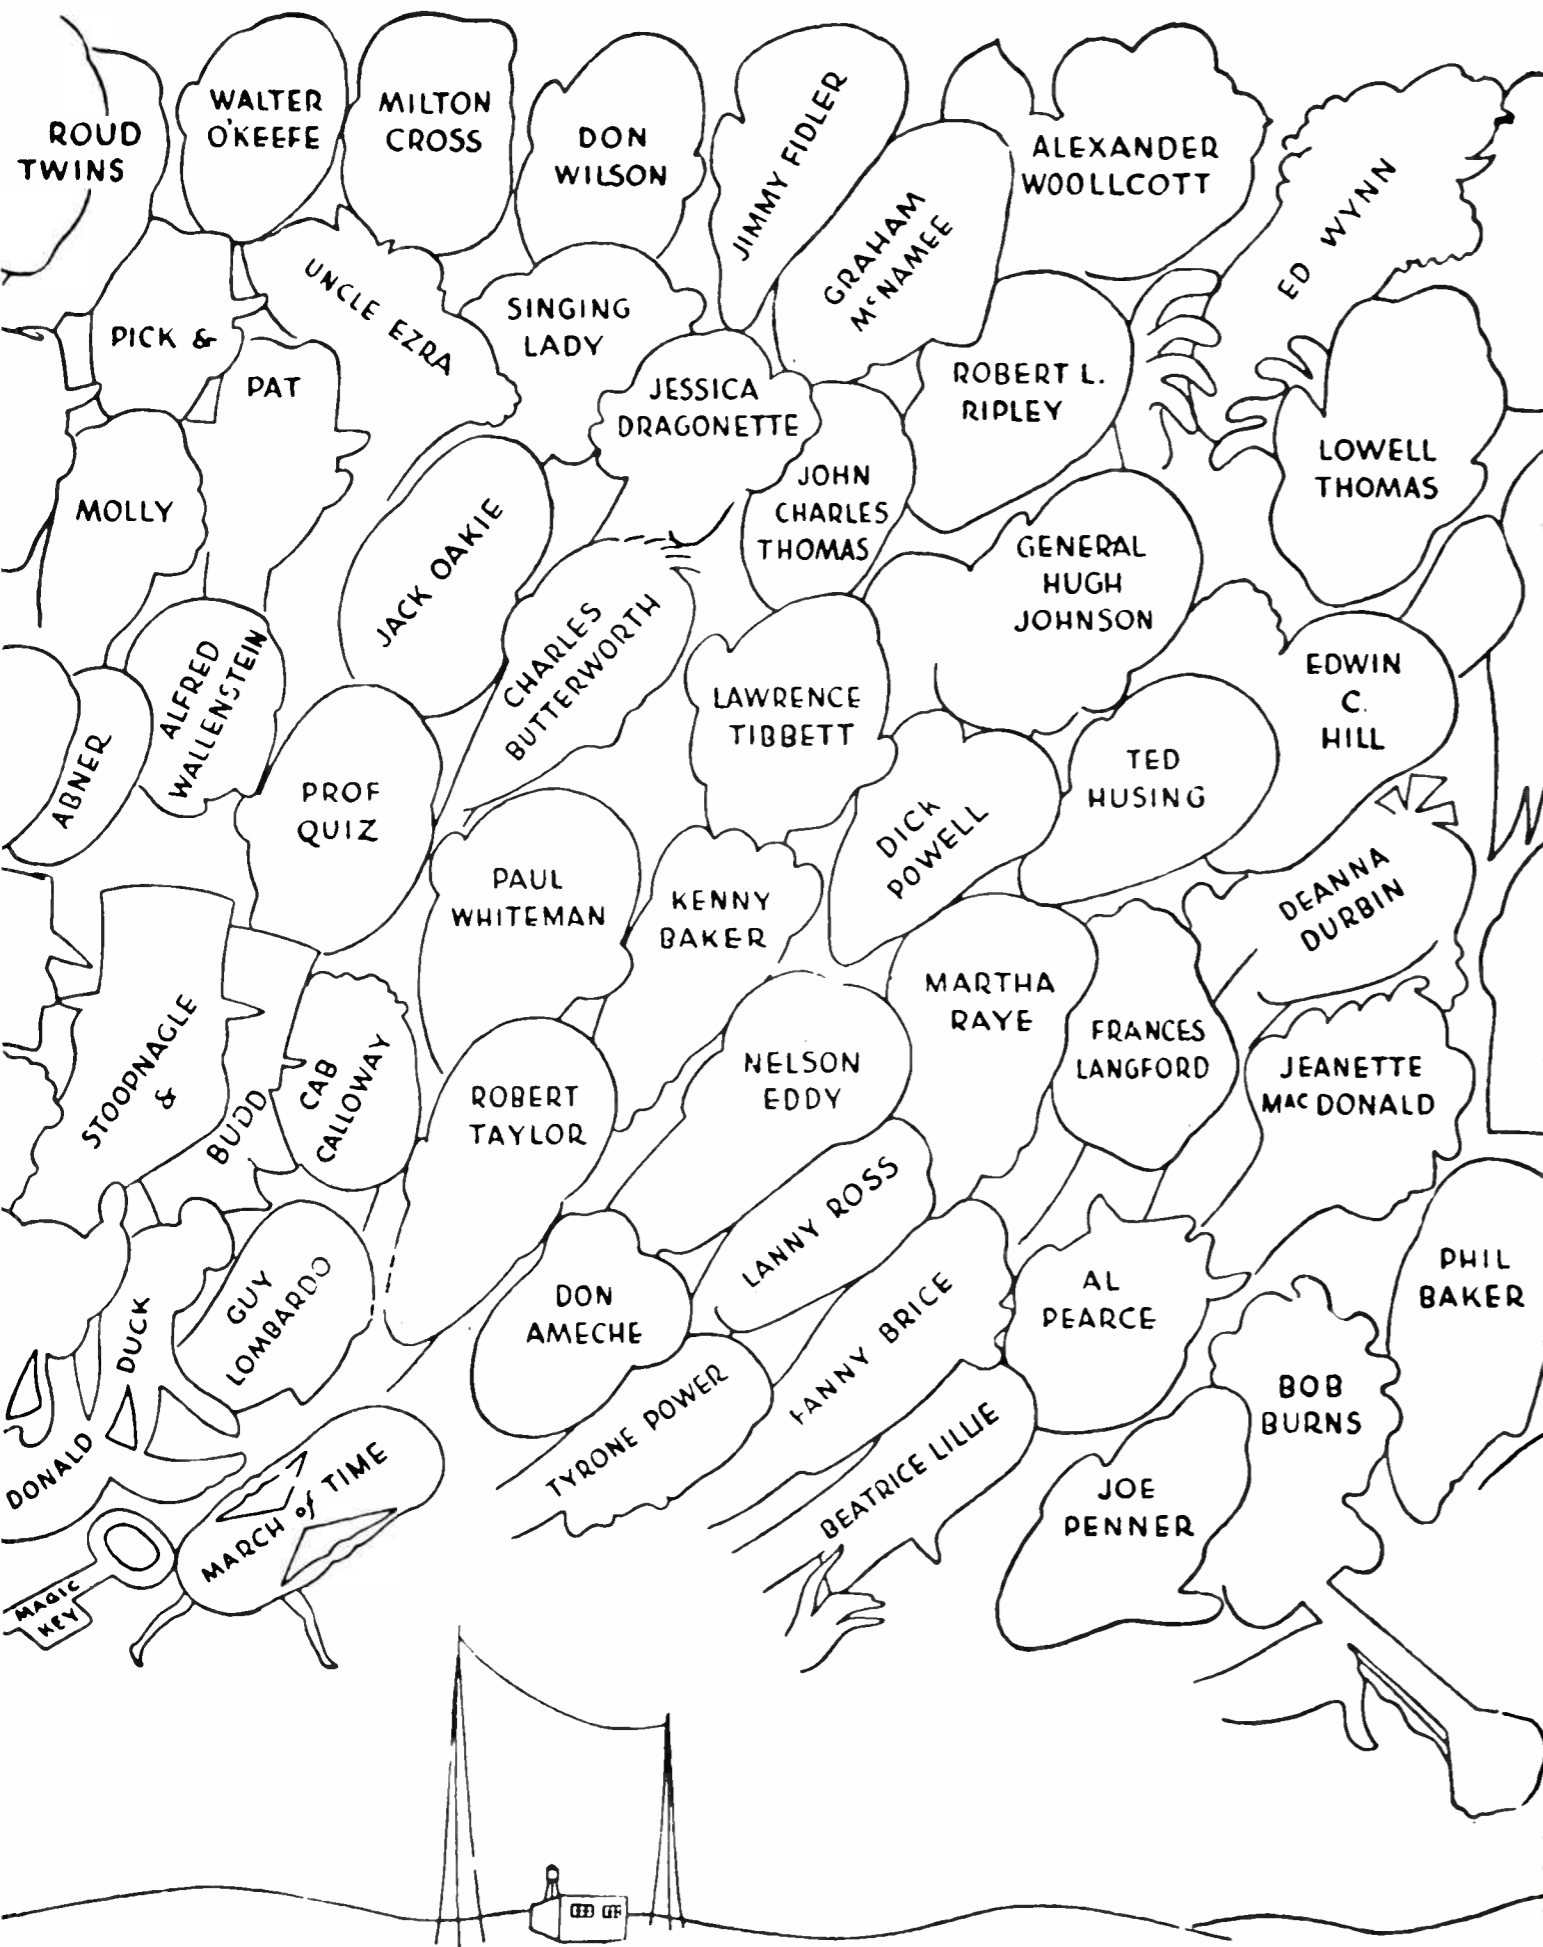 ROUD
TWINS
WALTER
O'KEEFE
MILTON
CROSS
DON
WILSON
JIMMY FIDLER
GRAHAM
McNAMEE
ALEXANDER
WOOLLCOTT
ED WYNN
PICK &
PAT
UNCLE EZRA
SINGING
LADY
JESSICA
DRAGONETTE
JOHN
CHARLES
THOMAS
ROBERT L.
RIPLEY
LOWELL
THOMAS
MOLLY
JACK OAKIE
CHARLES
BUTTERWORTH
GENERAL
HUGH
JOHNSON
ABNER
ALFRED
WALLENSTEIN
PROF
QUIZ
LAWRENCE
TIBBETT
EDWIN
C.
HILL
TED
HUSING
DICK
POWELL
PAUL
WHITEMAN
KENNY
BAKER
DEANNA
DURBIN
STOOPNAGLE
&
BUDD
CAB
CALLOWAY
ROBERT
TAYLOR
NELSON
EDDY
MARTHA
RAYE
FRANCES
LANGFORD
JEANETTE
MAC DONALD
DONALD
DUCK
GUY
LOMBARDO
DON
AMECHE
LANNY ROSS
FANNY BRICE
AL
PEARCE
PHIL
BAKER
BOB
BURNS
TYRONE POWER
BEATRICE LILLIE
JOE
PENNER
MARCH of TIME
MAGIC
KEY